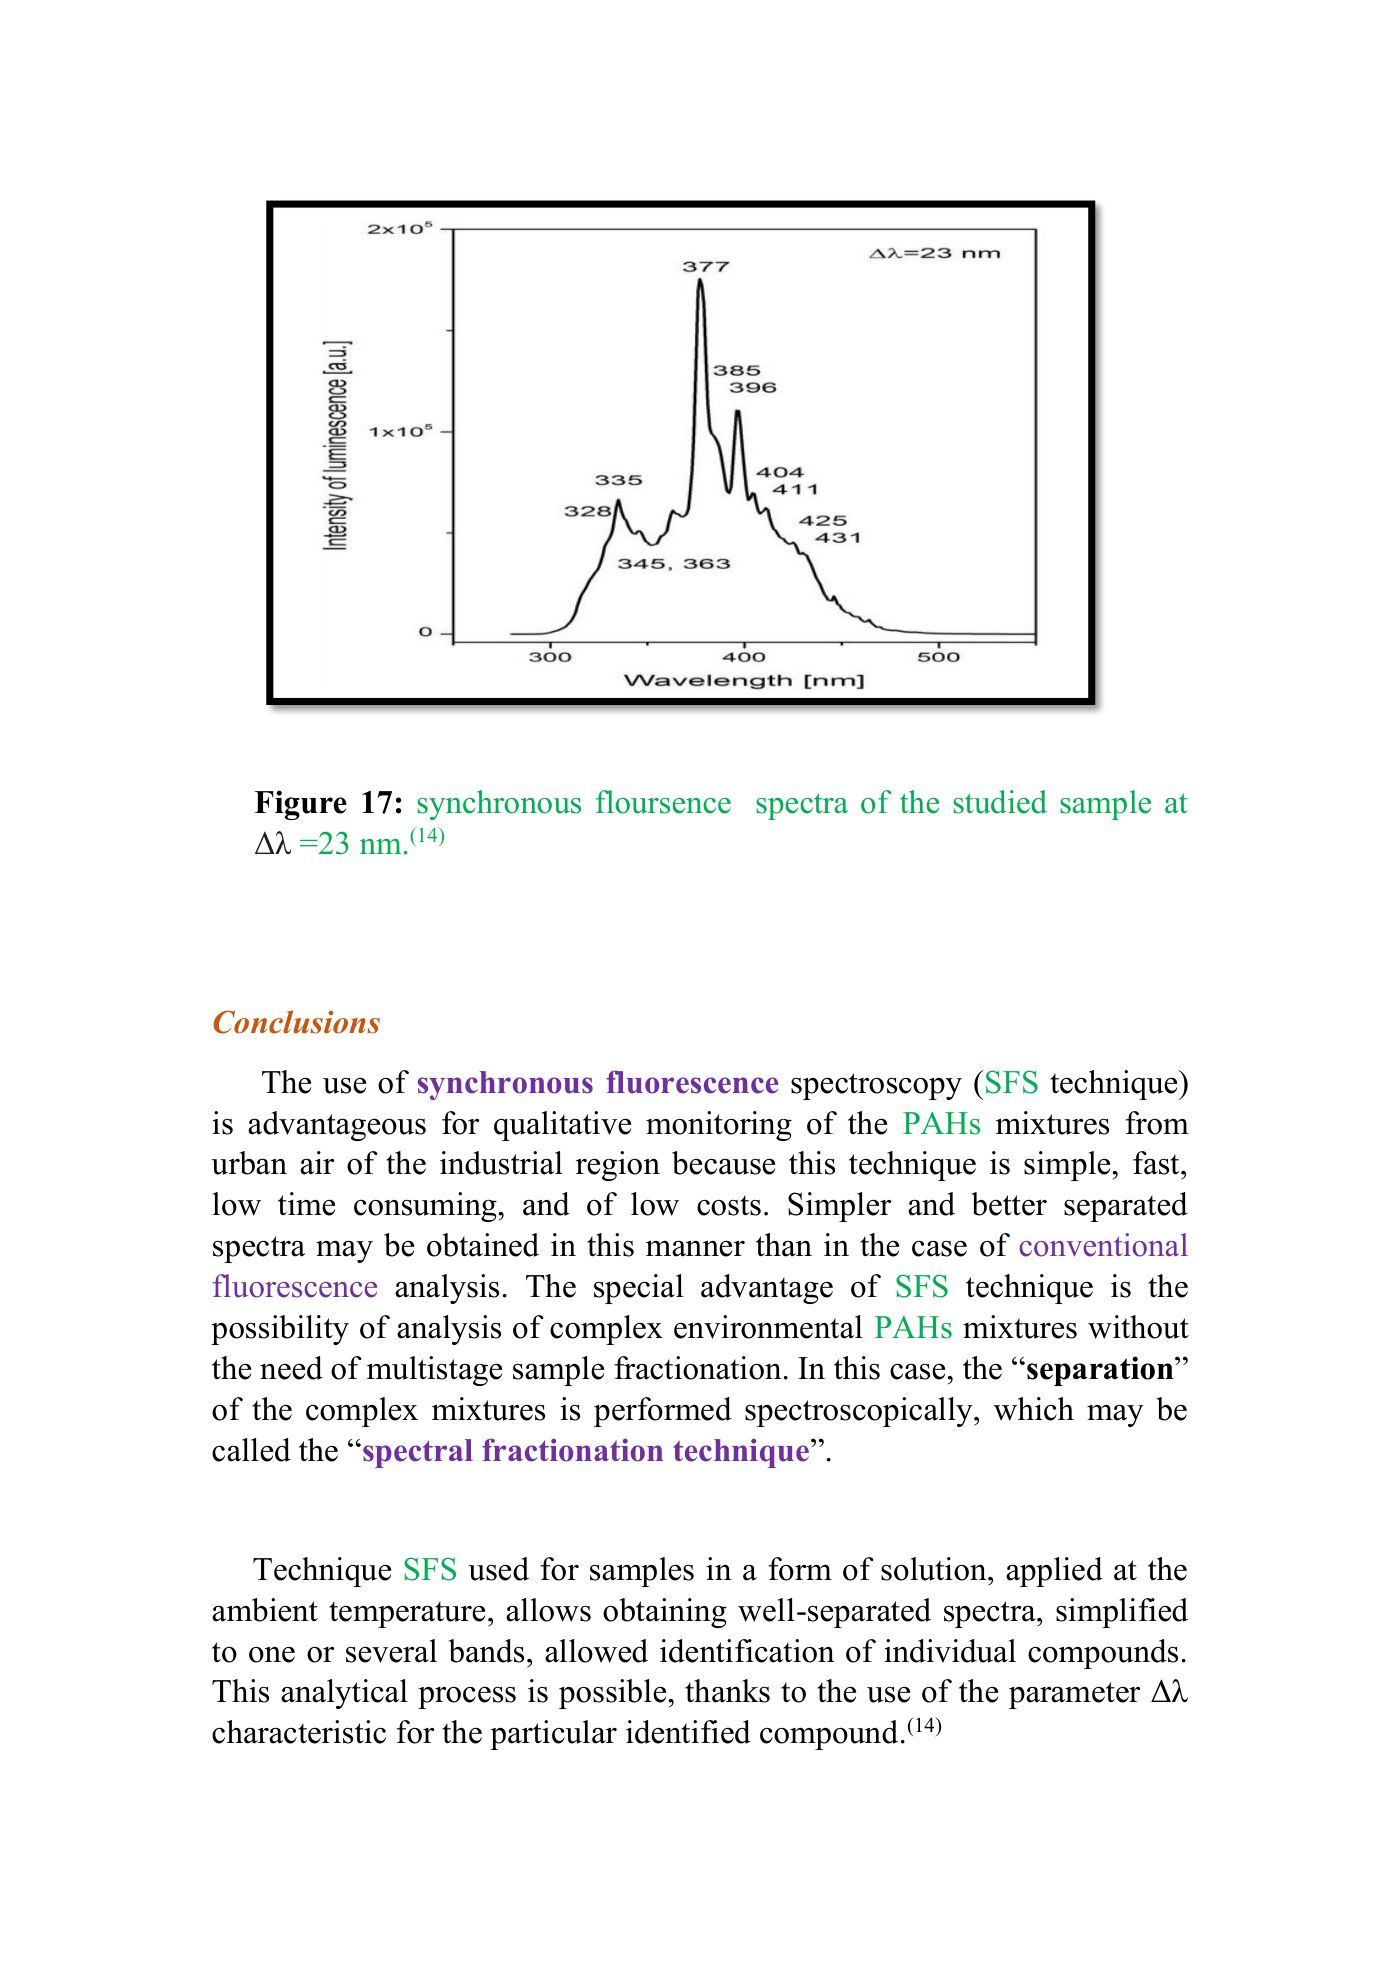 2x10⁵
Δλ=23 nm
377
385
396
Intensity of luminescence [a.u.]
1x10⁵
335
404
411
328
425
431
345, 363
0
300 400 500
Wavelength [nm]
Figure 17: synchronous floursence spectra of the studied sample at
Δλ =23 nm.(14)
Conclusions
The use of synchronous fluorescence spectroscopy (SFS technique)
is advantageous for qualitative monitoring of the PAHs mixtures from
urban air of the industrial region because this technique is simple, fast,
low time consuming, and of low costs. Simpler and better separated
spectra may be obtained in this manner than in the case of conventional
fluorescence analysis. The special advantage of SFS technique is the
possibility of analysis of complex environmental PAHs mixtures without
the need of multistage sample fractionation. In this case, the “separation”
of the complex mixtures is performed spectroscopically, which may be
called the “spectral fractionation technique”.
Technique SFS used for samples in a form of solution, applied at the
ambient temperature, allows obtaining well-separated spectra, simplified
to one or several bands, allowed identification of individual compounds.
This analytical process is possible, thanks to the use of the parameter Δλ
characteristic for the particular identified compound.(14)